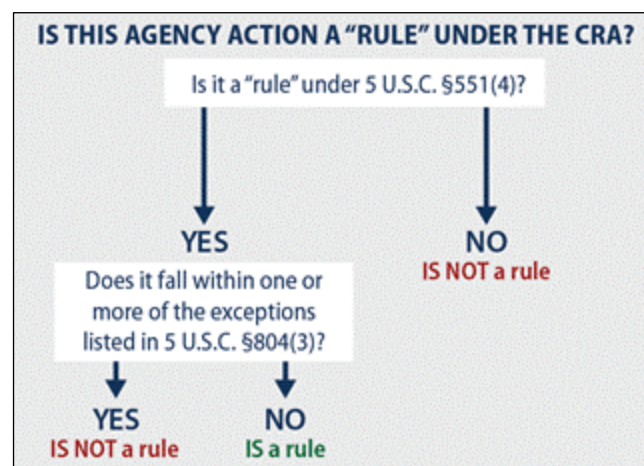 IS THIS AGENCY ACTION A “RULE” UNDER THE CRA?
Is it a “rule” under 5 U.S.C. §551(4)?
YES
NO
IS NOT a rule
Does it fall within one or
more of the exceptions
listed in 5 U.S.C. §804(3)?
YES
NO
IS NOT a rule
IS a rule